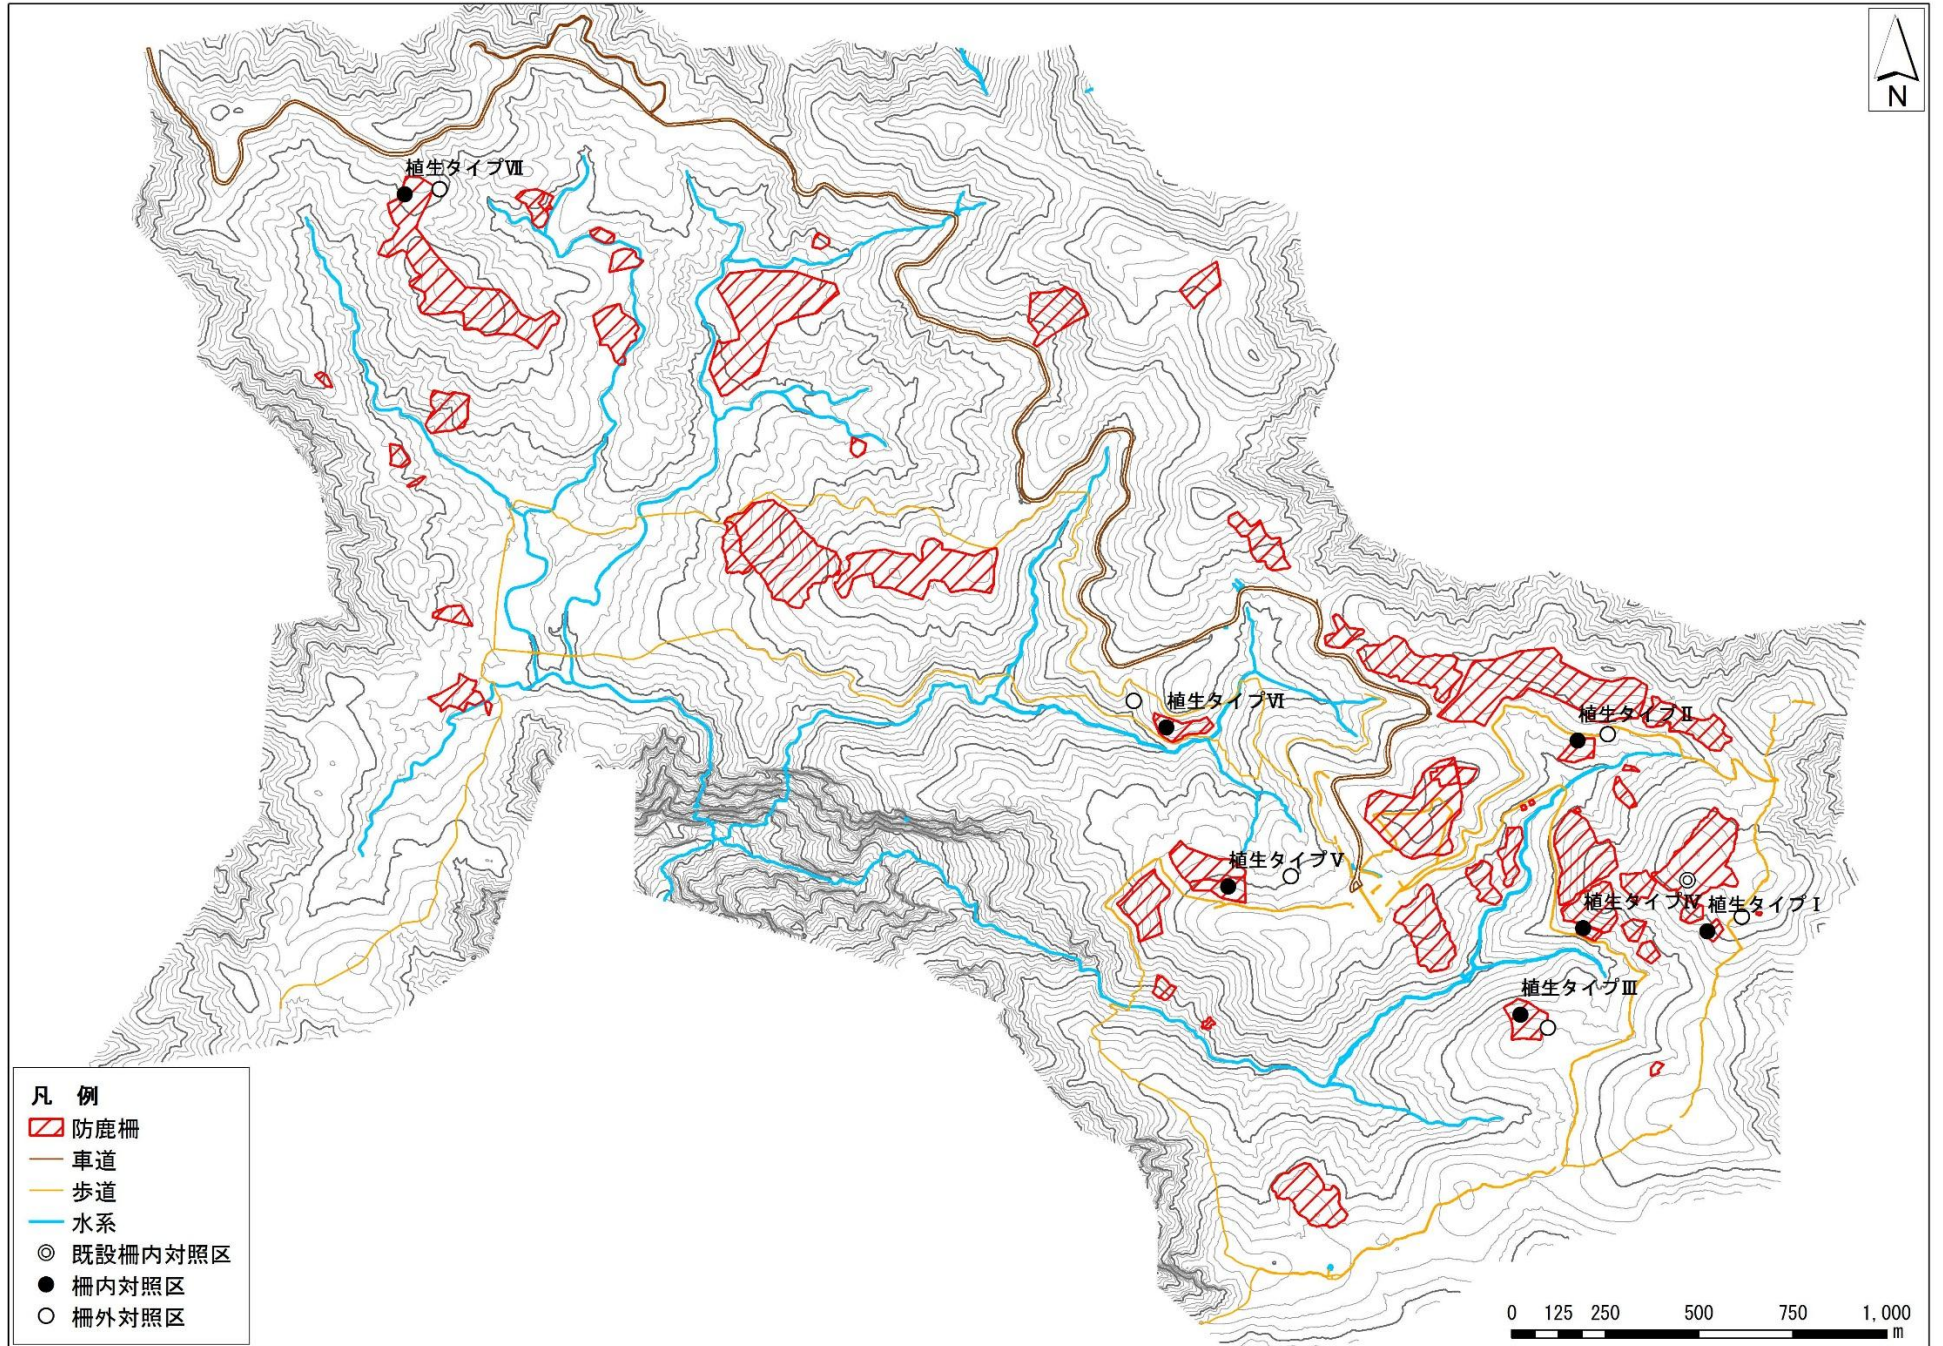 N
植生タイプⅦ
植生タイプⅥ
植生タイプⅡ
植生タイプⅤ
植生タイプⅣ
植生タイプⅠ
植生タイプⅢ
凡 例
防鹿柵
車道
歩道
水系
既設柵内対照区
柵内対照区
柵外対照区
0 125 250 500 750 1,000
m